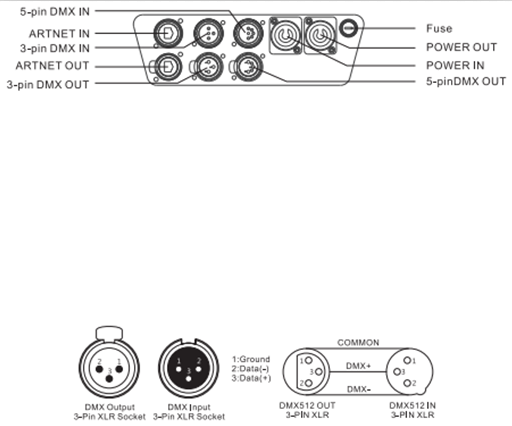 5-pin DMX IN
ARTNET IN
3-pin DMX IN
ARTNET OUT
3-pin DMX OUT
Fuse
POWER OUT
POWER IN
5-pinDMX OUT
2 1
3
DMX Output
3-Pin XLR Socket
1 2
3
DMX Input
3-Pin XLR Socket
1:Ground
2:Data(-)
3:Data(+)
COMMON
DMX+
DMX-
1
3
2
1
3
2
DMX512 OUT
3-PIN XLR
DMX512 IN
3-PIN XLR